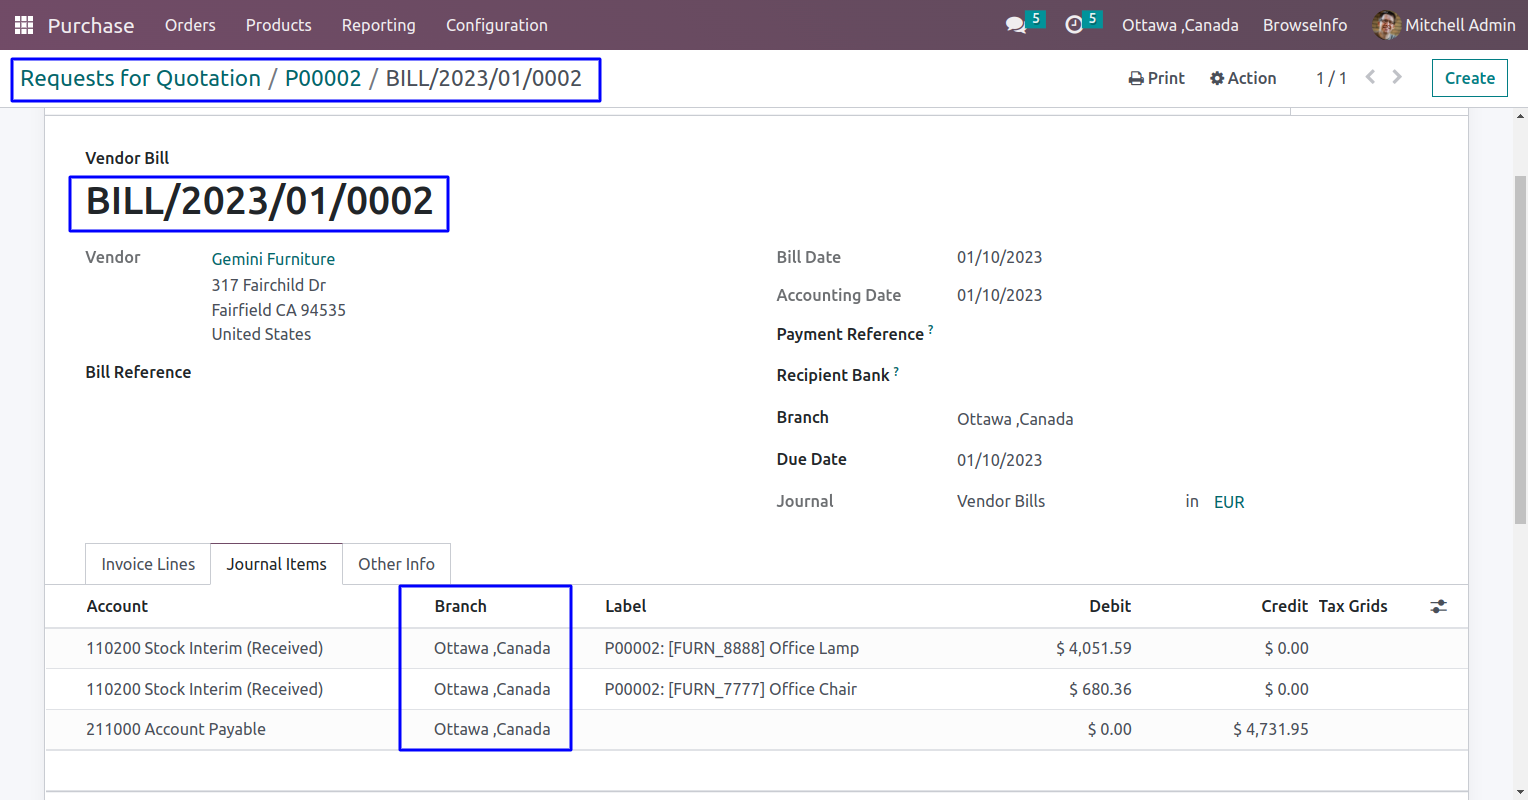 Purchase Orders Products Reporting Configuration 5 5 Ottawa ,Canada BrowseInfo Mitchell Admin
Requests for Quotation / P00002 / BILL/2023/01/0002 Print Action 1 / 1 Create
Vendor Bill
BILL/2023/01/0002
Vendor Gemini Furniture
317 Fairchild Dr
Fairfield CA 94535
United States
Bill Reference
Bill Date 01/10/2023
Accounting Date 01/10/2023
Payment Reference ?
Recipient Bank ?
Branch Ottawa ,Canada
Due Date 01/10/2023
Journal Vendor Bills in EUR
Invoice Lines Journal Items Other Info
Account Branch Label Debit Credit Tax Grids
110200 Stock Interim (Received) Ottawa ,Canada P00002: [FURN_8888] Office Lamp $ 4,051.59 $ 0.00
110200 Stock Interim (Received) Ottawa ,Canada P00002: [FURN_7777] Office Chair $ 680.36 $ 0.00
211000 Account Payable Ottawa ,Canada $ 0.00 $ 4,731.95